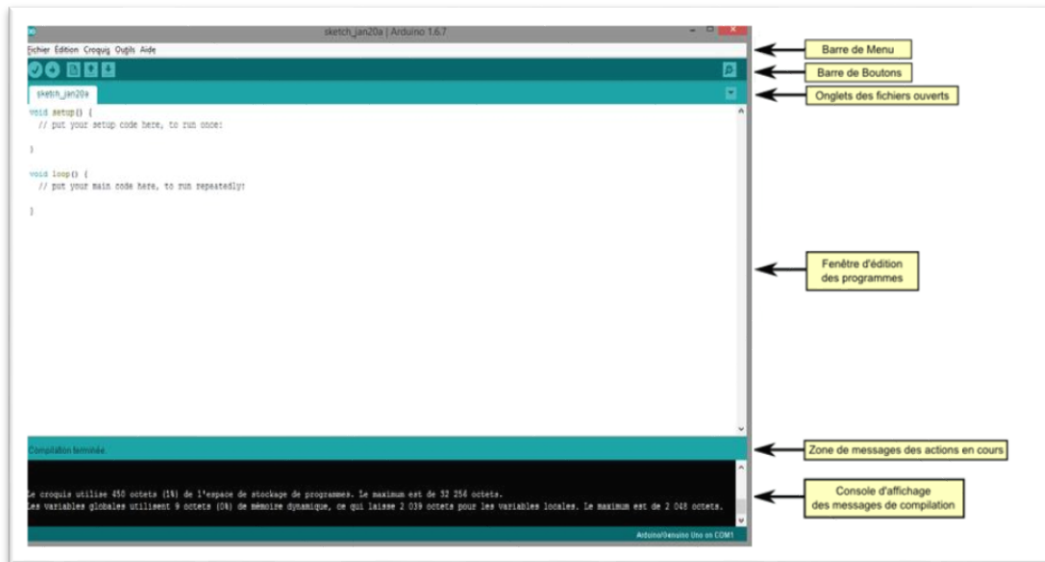 sketch_jan20a | Arduino 1.6.7
Fichier Édition Croquis Outils Aide
sketch_jan20a
void setup() {
// put your setup code here, to run once:
}
void loop() {
// put your main code here, to run repeatedly:
}
Compilation terminée
Le croquis utilise 450 octets (1%) de l'espace de stockage de programmes. Le maximum est de 32 256 octets.
Les variables globales utilisent 9 octets (0%) de mémoire dynamique, ce qui laisse 2 039 octets pour les variables locales. Le maximum est de 2 048 octets.
Arduino/Genuino Uno on COM1
Barre de Menu
Barre de Boutons
Onglets des fichiers ouverts
Fenêtre d'édition
des programmes
Zone de messages des actions en cours
Console d'affichage
des messages de compilation